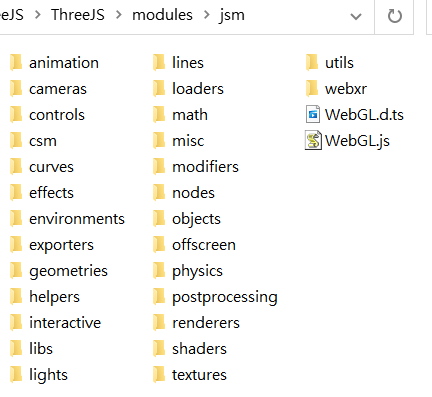 eJS > ThreeJS > modules > jsm
animation
cameras
controls
csm
curves
effects
environments
exporters
geometries
helpers
interactive
libs
lights
lines
loaders
math
misc
modifiers
nodes
objects
offscreen
physics
postprocessing
renderers
shaders
textures
utils
webxr
WebGL.d.ts
WebGL.js